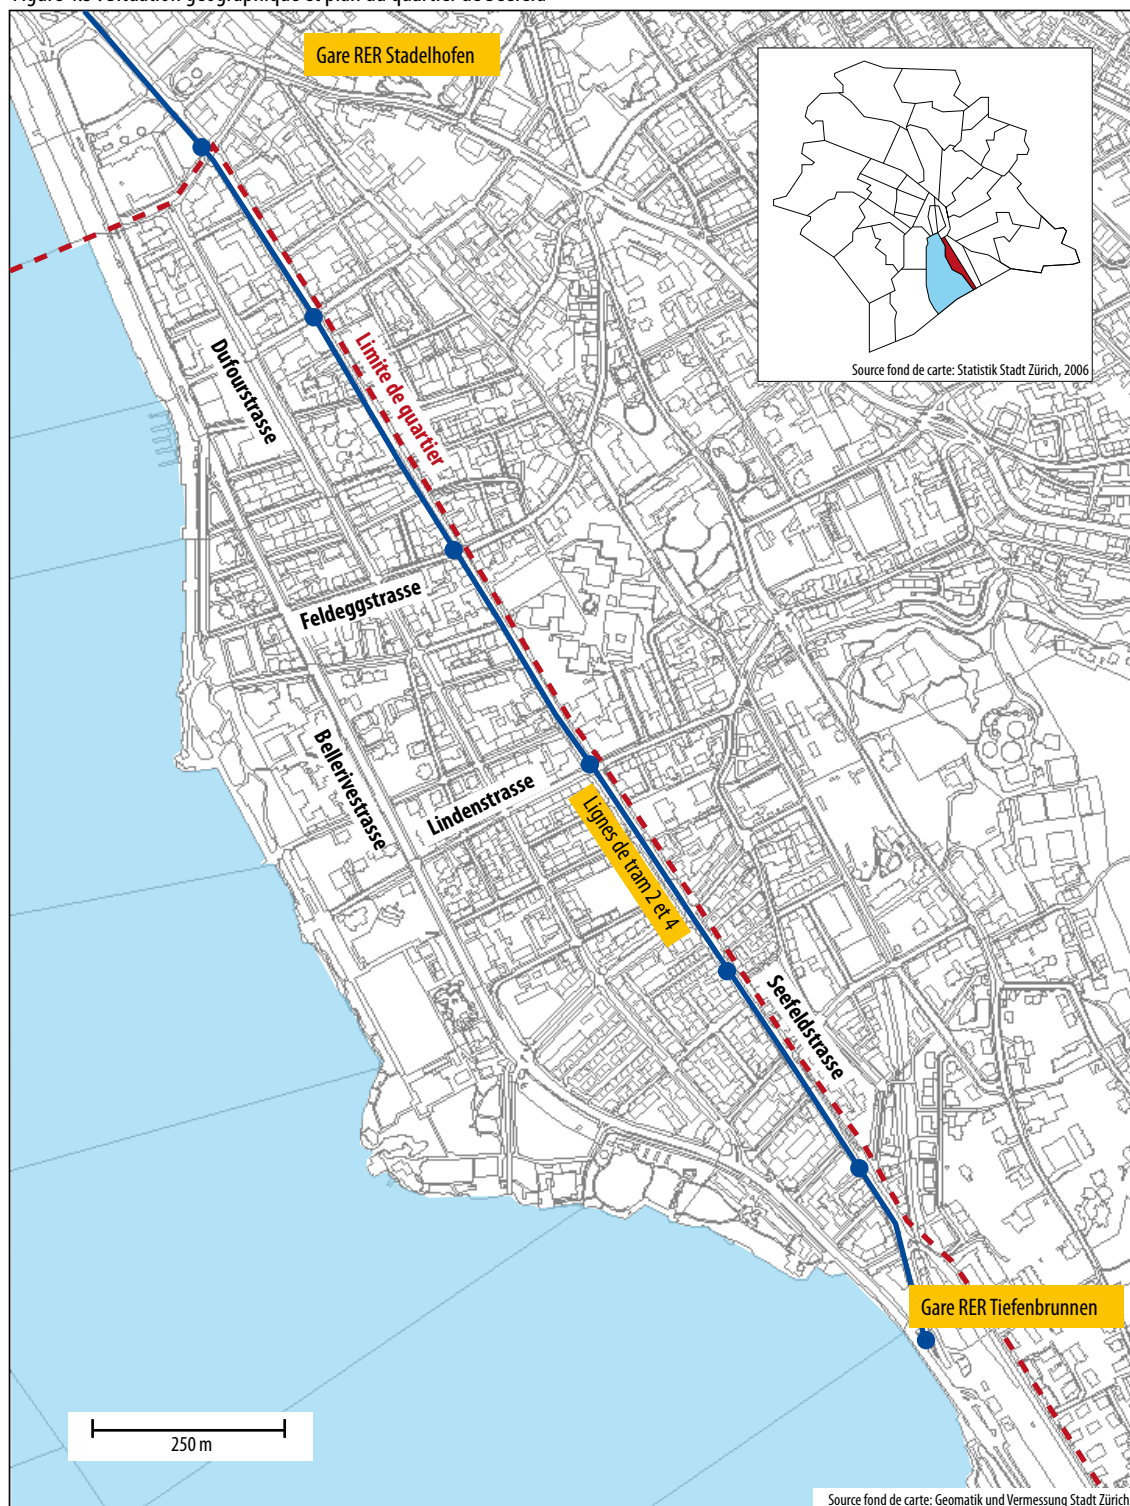 Gare RER Stadelhofen
Source fond de carte: Statistik Stadt Zürich, 2006
Dufourstrasse
Limite de quartier
Feldeggstrasse
Bellerivestrasse
Lindenstrasse
Lignes de tram 2 et 4
Seefeldstrasse
Gare RER Tiefenbrunnen
250 m
Source fond de carte: Geomatik und Vermessung Stadt Zürich